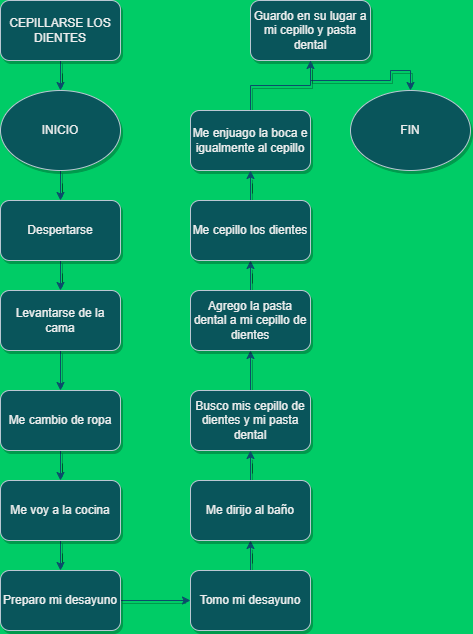 CEPILLARSE LOS
DIENTES
INICIO
Despertarse
Levantarse de la
cama
Me cambio de ropa
Me voy a la cocina
Preparo mi desayuno
Tomo mi desayuno
Me dirijo al baño
Busco mis cepillo de
dientes y mi pasta
dental
Agrego la pasta
dental a mi cepillo de
dientes
Me cepillo los dientes
Me enjuago la boca e
igualmente al cepillo
Guardo en su lugar a
mi cepillo y pasta
dental
FIN